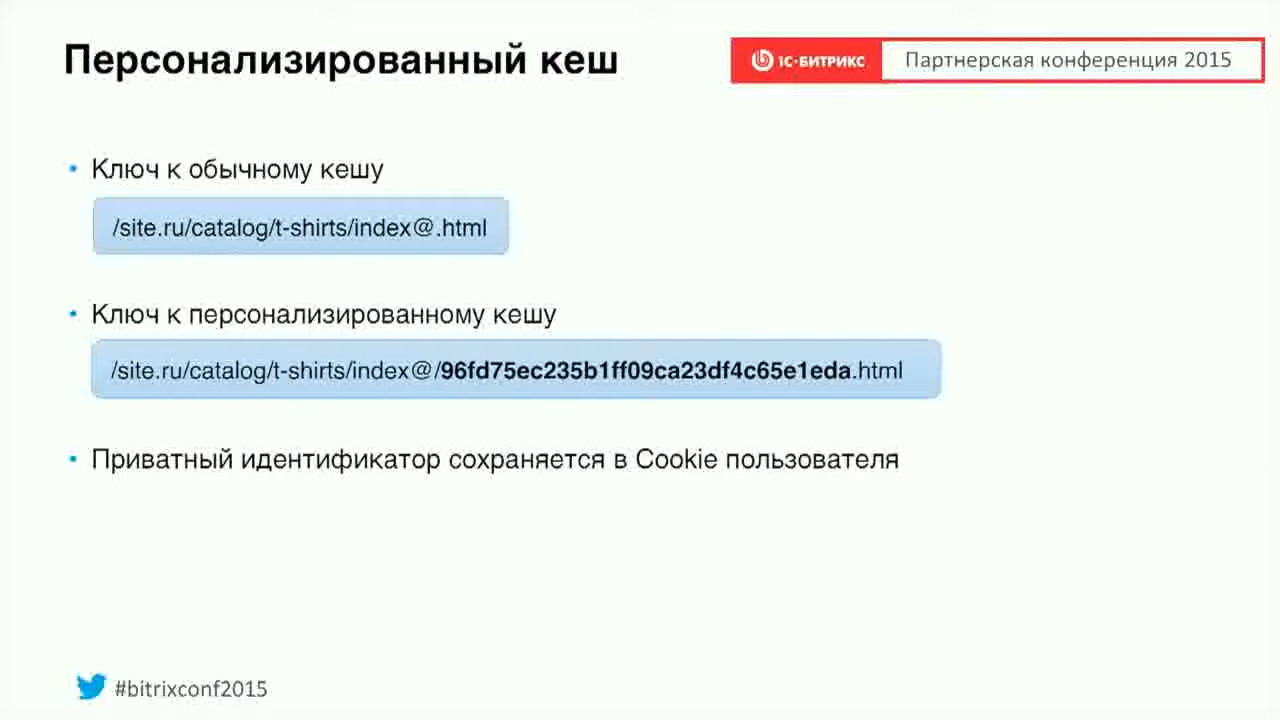 Персонализированный кеш
1С-БИТРИКС
Партнерская конференция 2015
• Ключ к обычному кешу
/site.ru/catalog/t-shirts/index@.html
• Ключ к персонализированному кешу
/site.ru/catalog/t-shirts/index@/96fd75ec235b1ff09ca23df4c65e1eda.html
• Приватный идентификатор сохраняется в Cookie пользователя
#bitrixconf2015